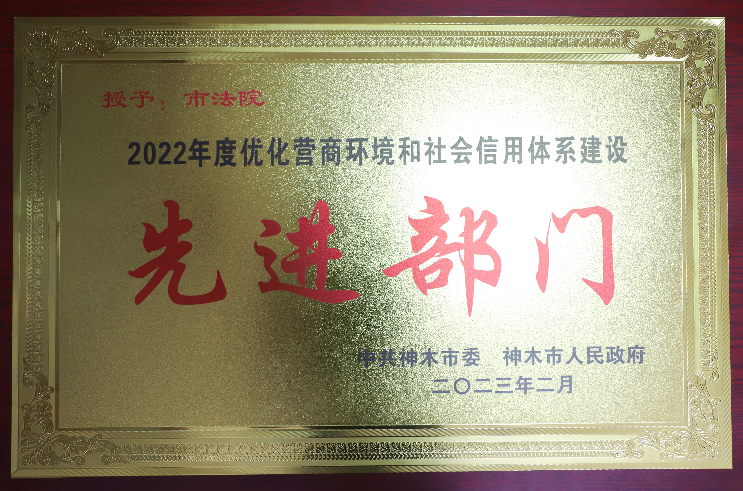 授予：市法院
2022年度优化营商环境和社会信用体系建设
先进部门
中共神木市委 神木市人民政府
二〇二三年二月